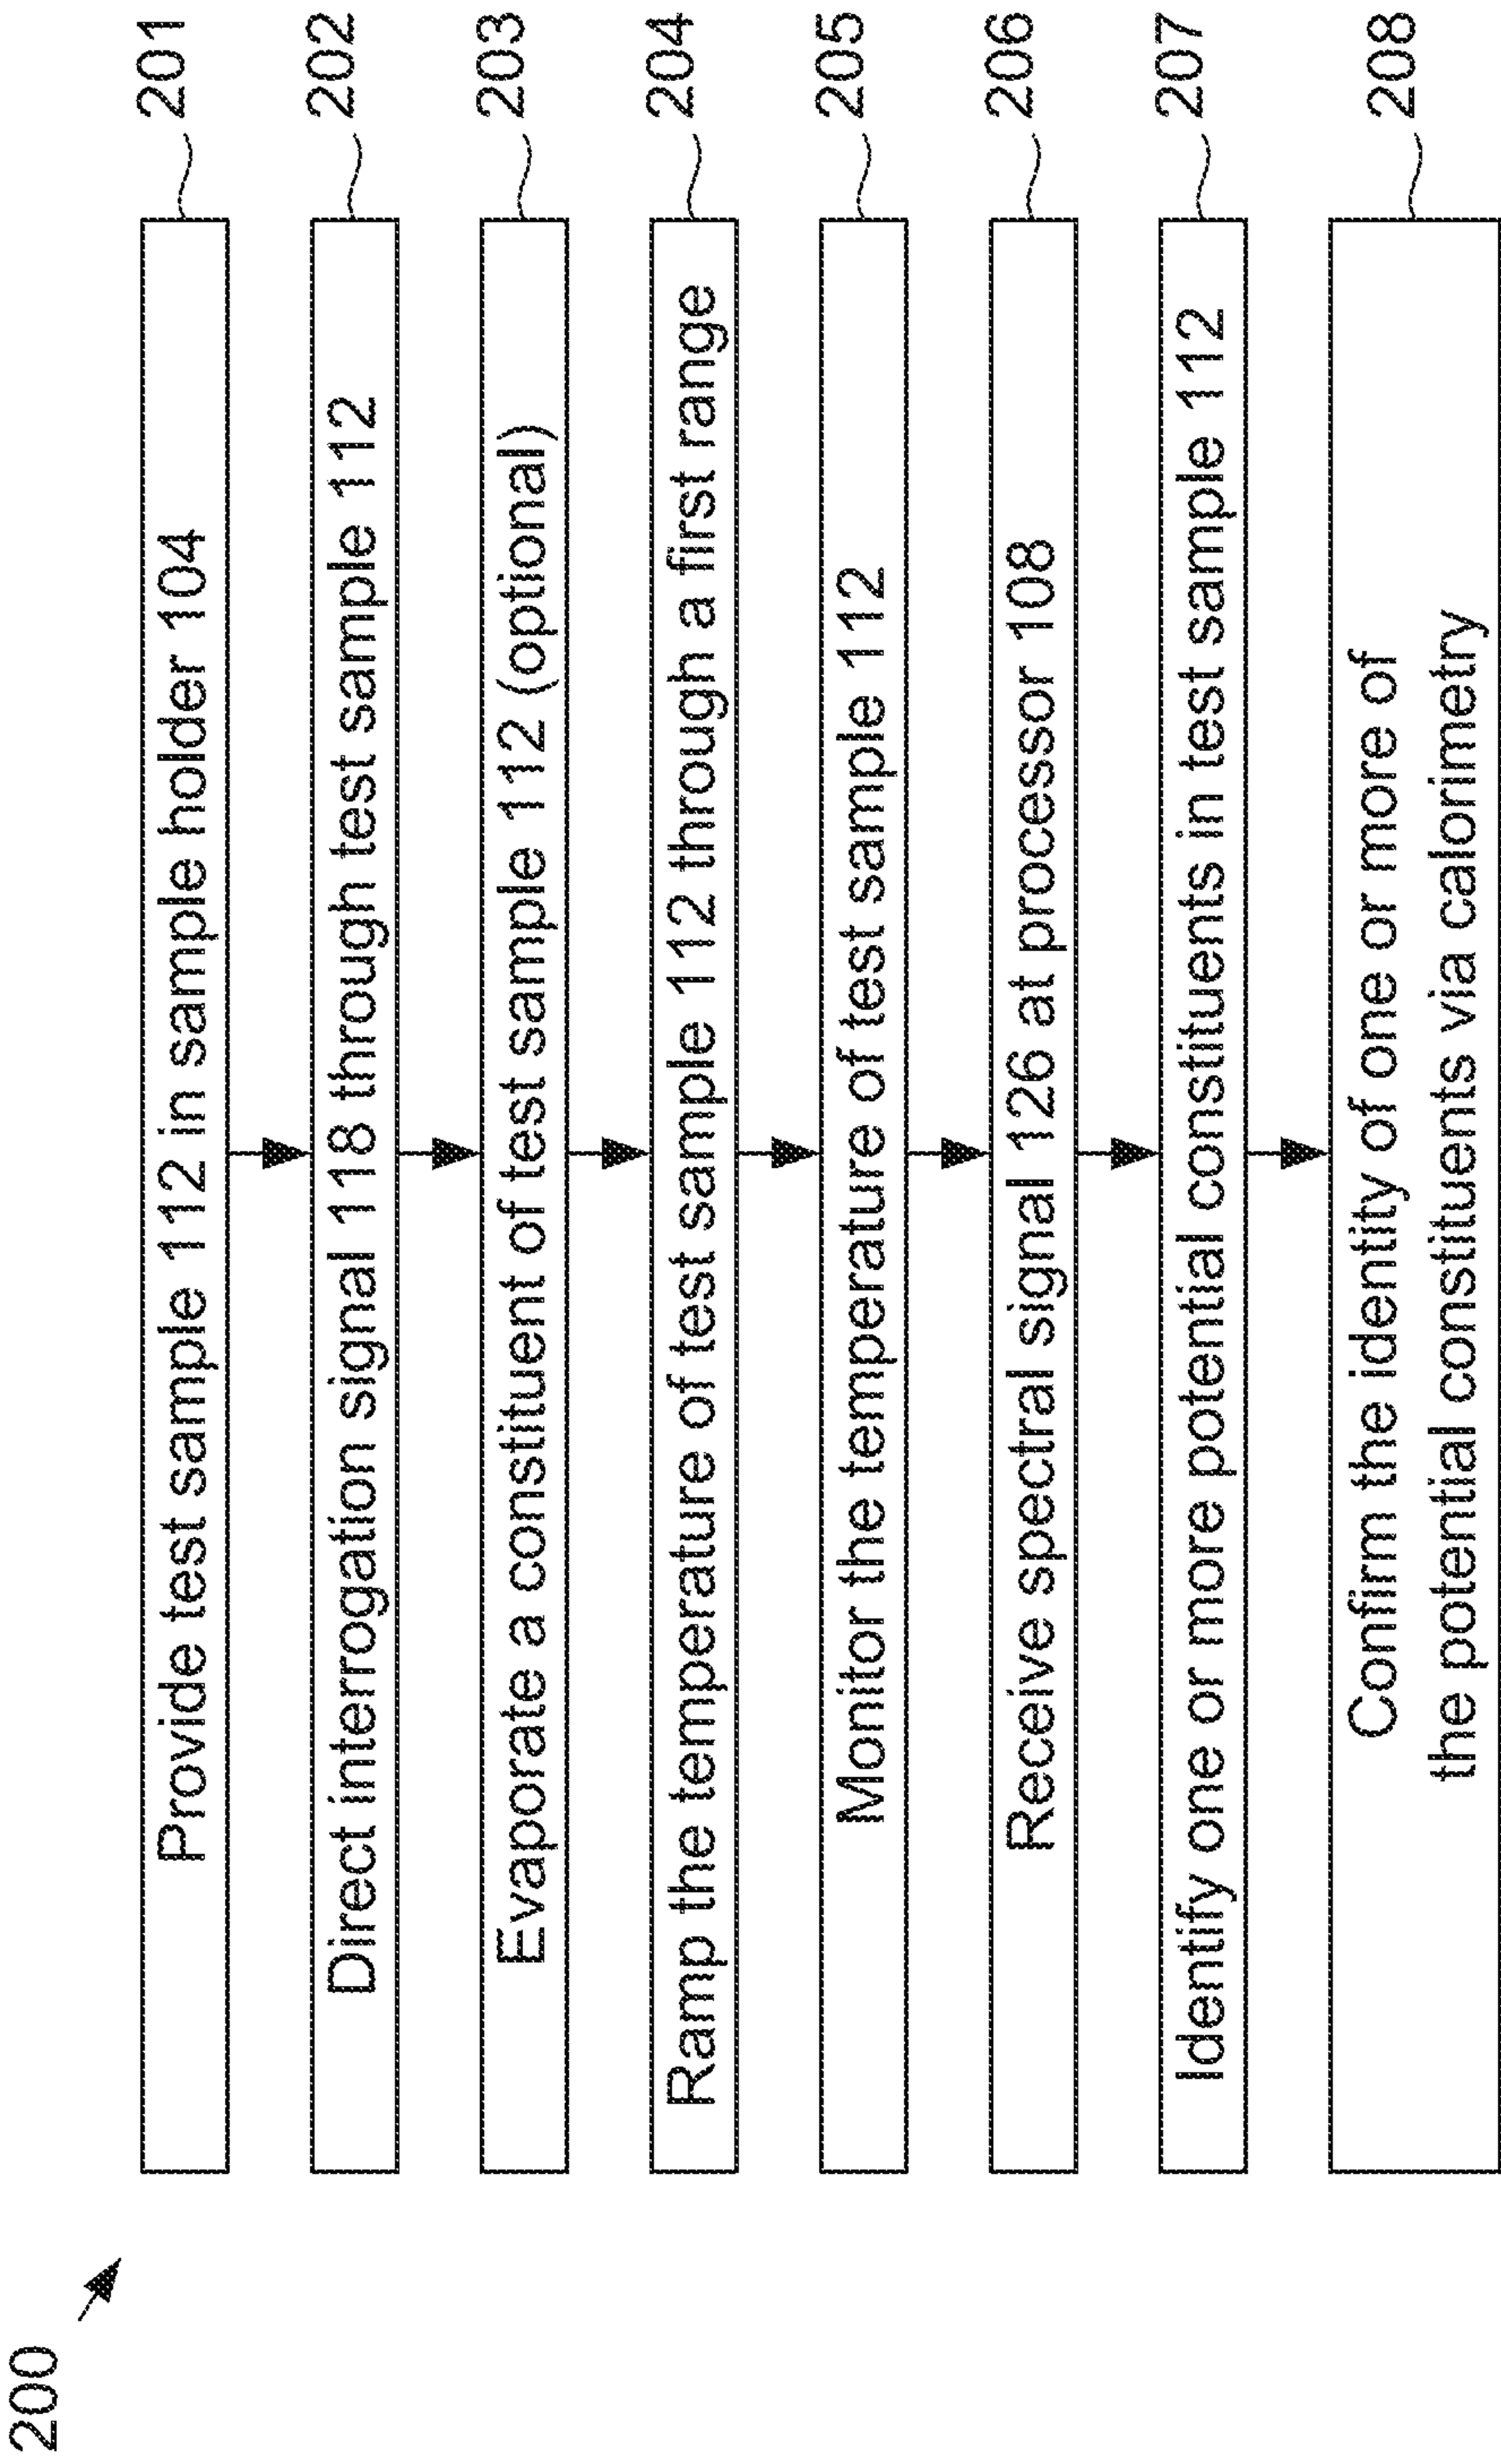 200
Provide test sample 112 in sample holder 104
201
Direct interrogation signal 118 through test sample 112
202
Evaporate a constituent of test sample 112 (optional)
203
Ramp the temperature of test sample 112 through a first range
204
Monitor the temperature of test sample 112
205
Receive spectral signal 126 at processor 108
206
Identify one or more potential constituents in test sample 112
207
Confirm the identity of one or more of
the potential constituents via calorimetry
208